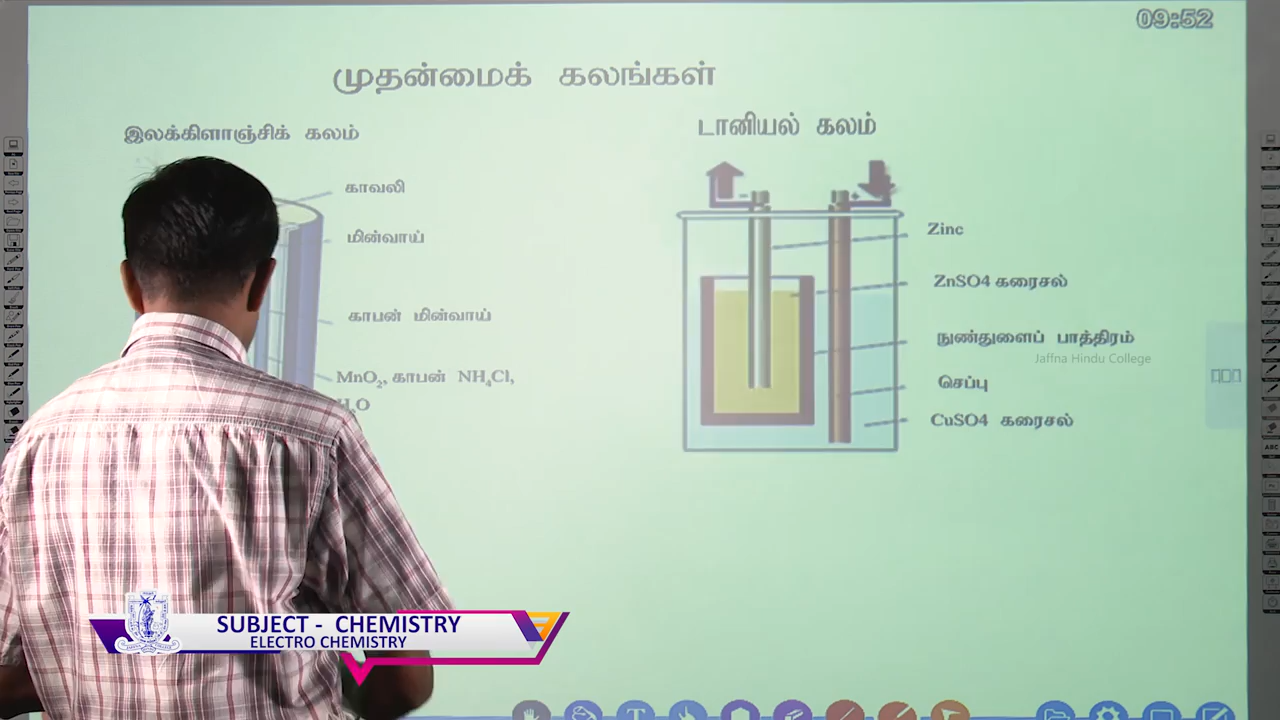 09:52
முதன்மைக் கலங்கள்
இலக்கிளாஞ்சிக் கலம்
காவலி
மின்வாய்
காபன் மின்வாய்
MnO₂, காபன் NH₄Cl,
டானியல் கலம்
Zinc
ZnSO4 கரைசல்
நுண்துளைப் பாத்திரம்
Jaffna Hindu College
செப்பு
CuSO4 கரைசல்
SUBJECT - CHEMISTRY
ELECTRO CHEMISTRY